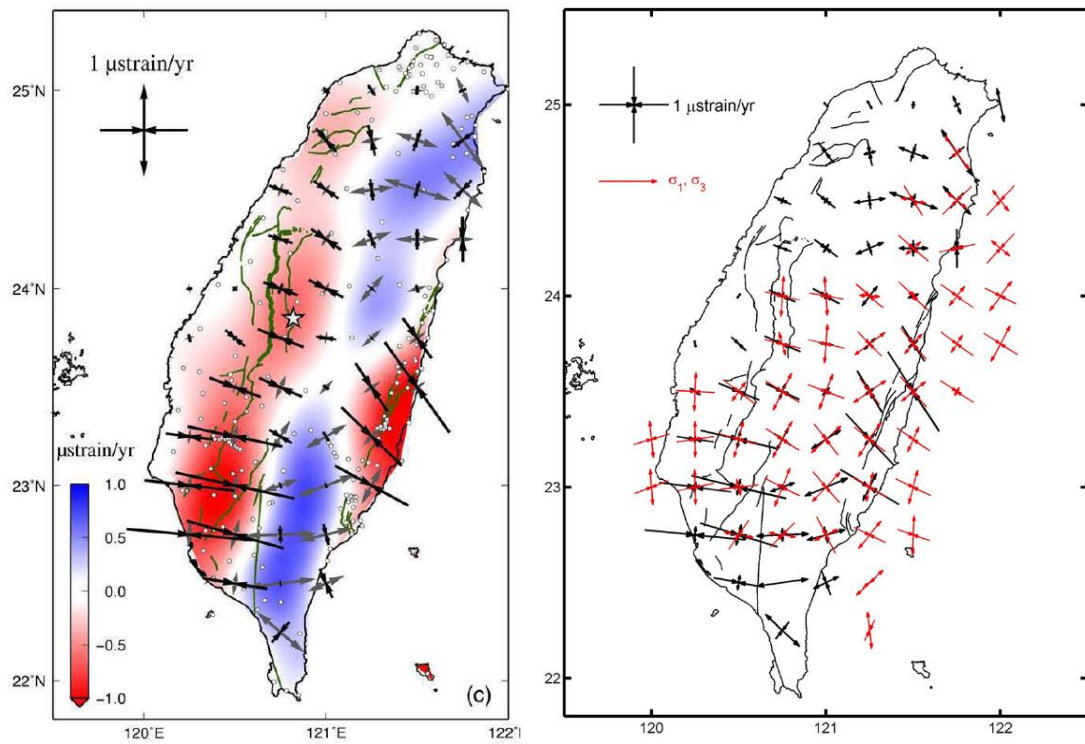 1 μstrain/yr
25°N
24°N
23°N
22°N
μstrain/yr
1.0
0.5
0.0
−0.5
−1.0
(c)
120°E
121°E
122°
1 μstrain/yr
σ1, σ3
25
24
23
22
120
121
122